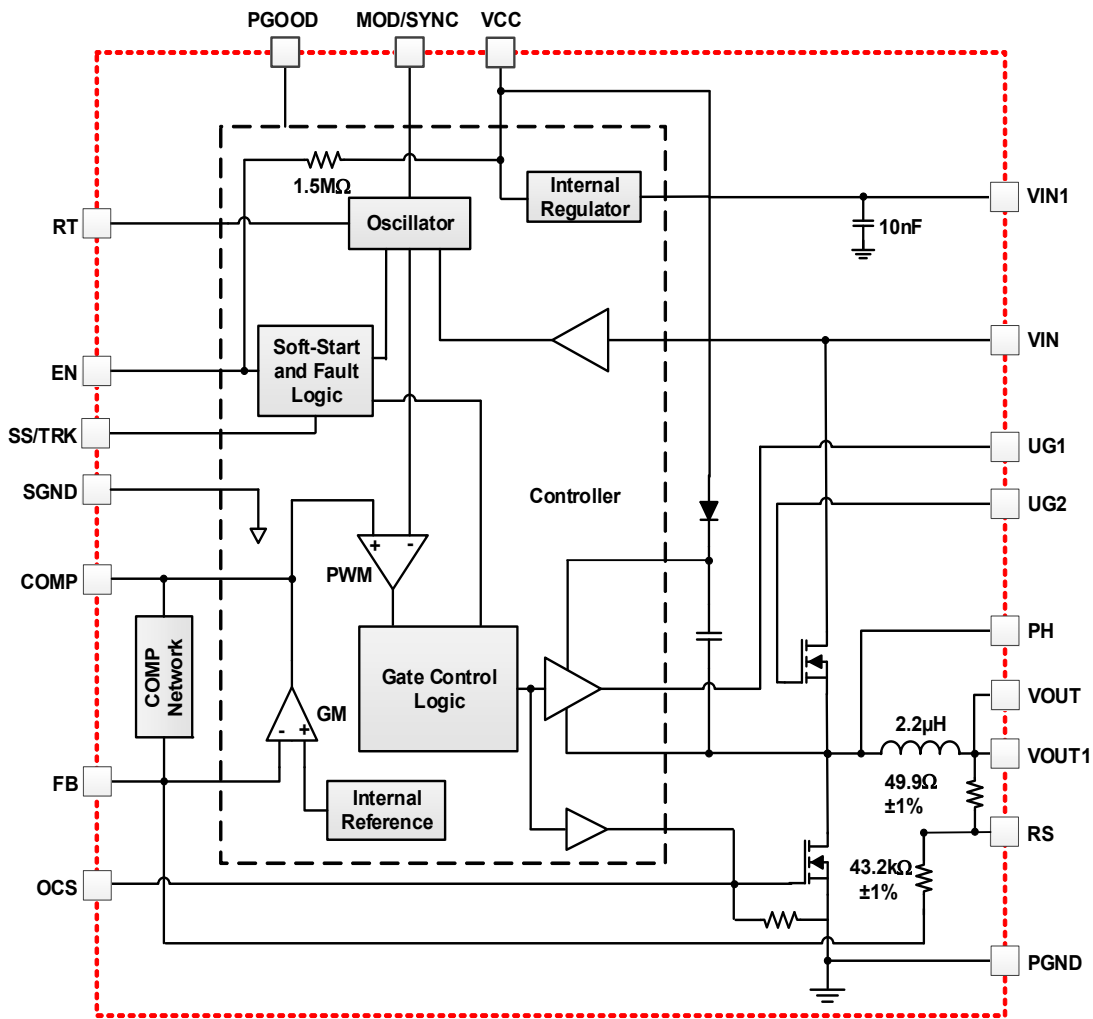 PGOOD
MOD/SYNC
VCC
1.5MΩ
Internal
Regulator
VIN1
10nF
RT
Oscillator
VIN
Soft-Start
and Fault
Logic
EN
SS/TRK
UG1
SGND
Controller
UG2
+
-
PWM
COMP
COMP
Network
PH
Gate Control
Logic
VOUT
GM
-
+
2.2µH
VOUT1
FB
49.9Ω
±1%
Internal
Reference
RS
43.2kΩ
±1%
OCS
PGND